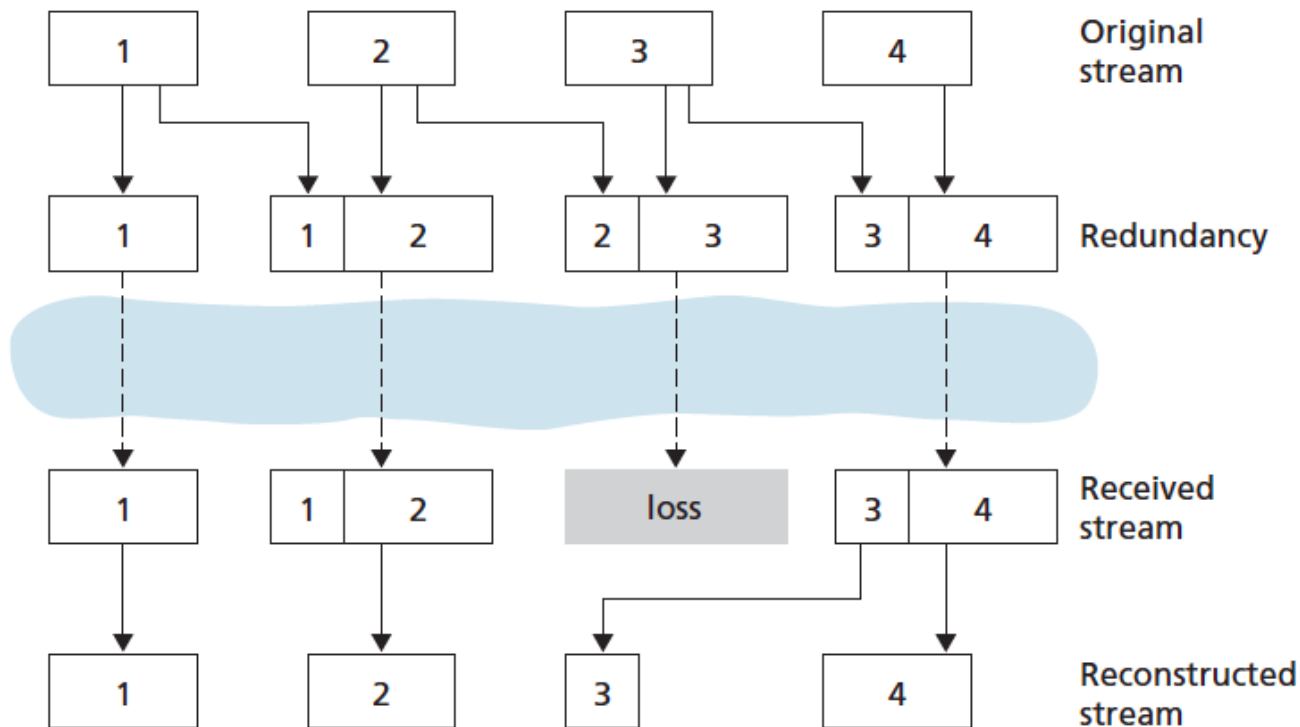 1 2 3 4 Original
stream
1 1 2 2 3 3 4 Redundancy
1 1 2 loss 3 4 Received
stream
1 2 3 4 Reconstructed
stream